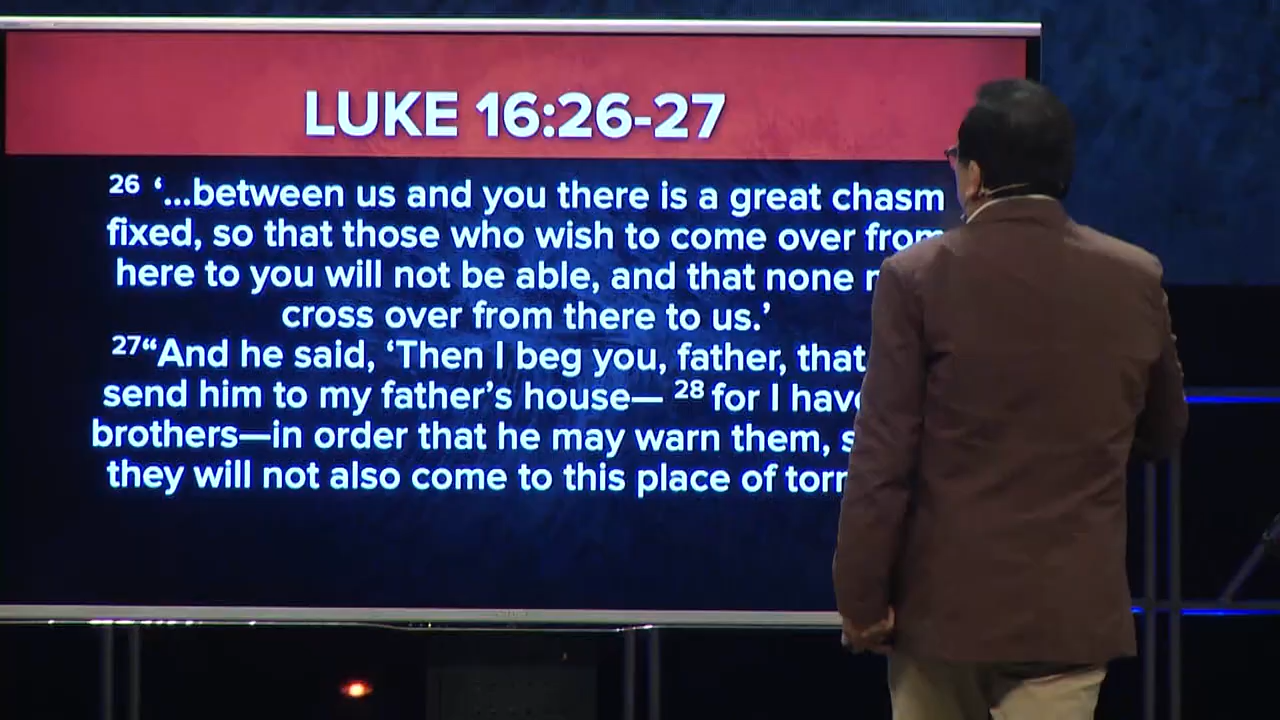 LUKE 16:26-27
26 ‘...between us and you there is a great chasm
fixed, so that those who wish to come over from
here to you will not be able, and that none
cross over from there to us.’
27“And he said, ‘Then I beg you, father, that
send him to my father’s house— 28 for I have
brothers—in order that he may warn them,
they will not also come to this place of